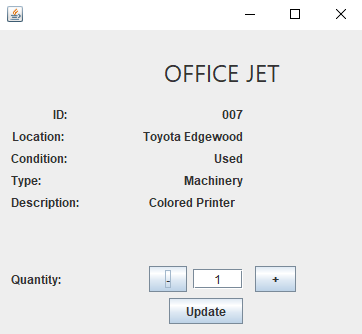 OFFICE JET
ID: 007
Location: Toyota Edgewood
Condition: Used
Type: Machinery
Description: Colored Printer
Quantity: - 1 +
Update